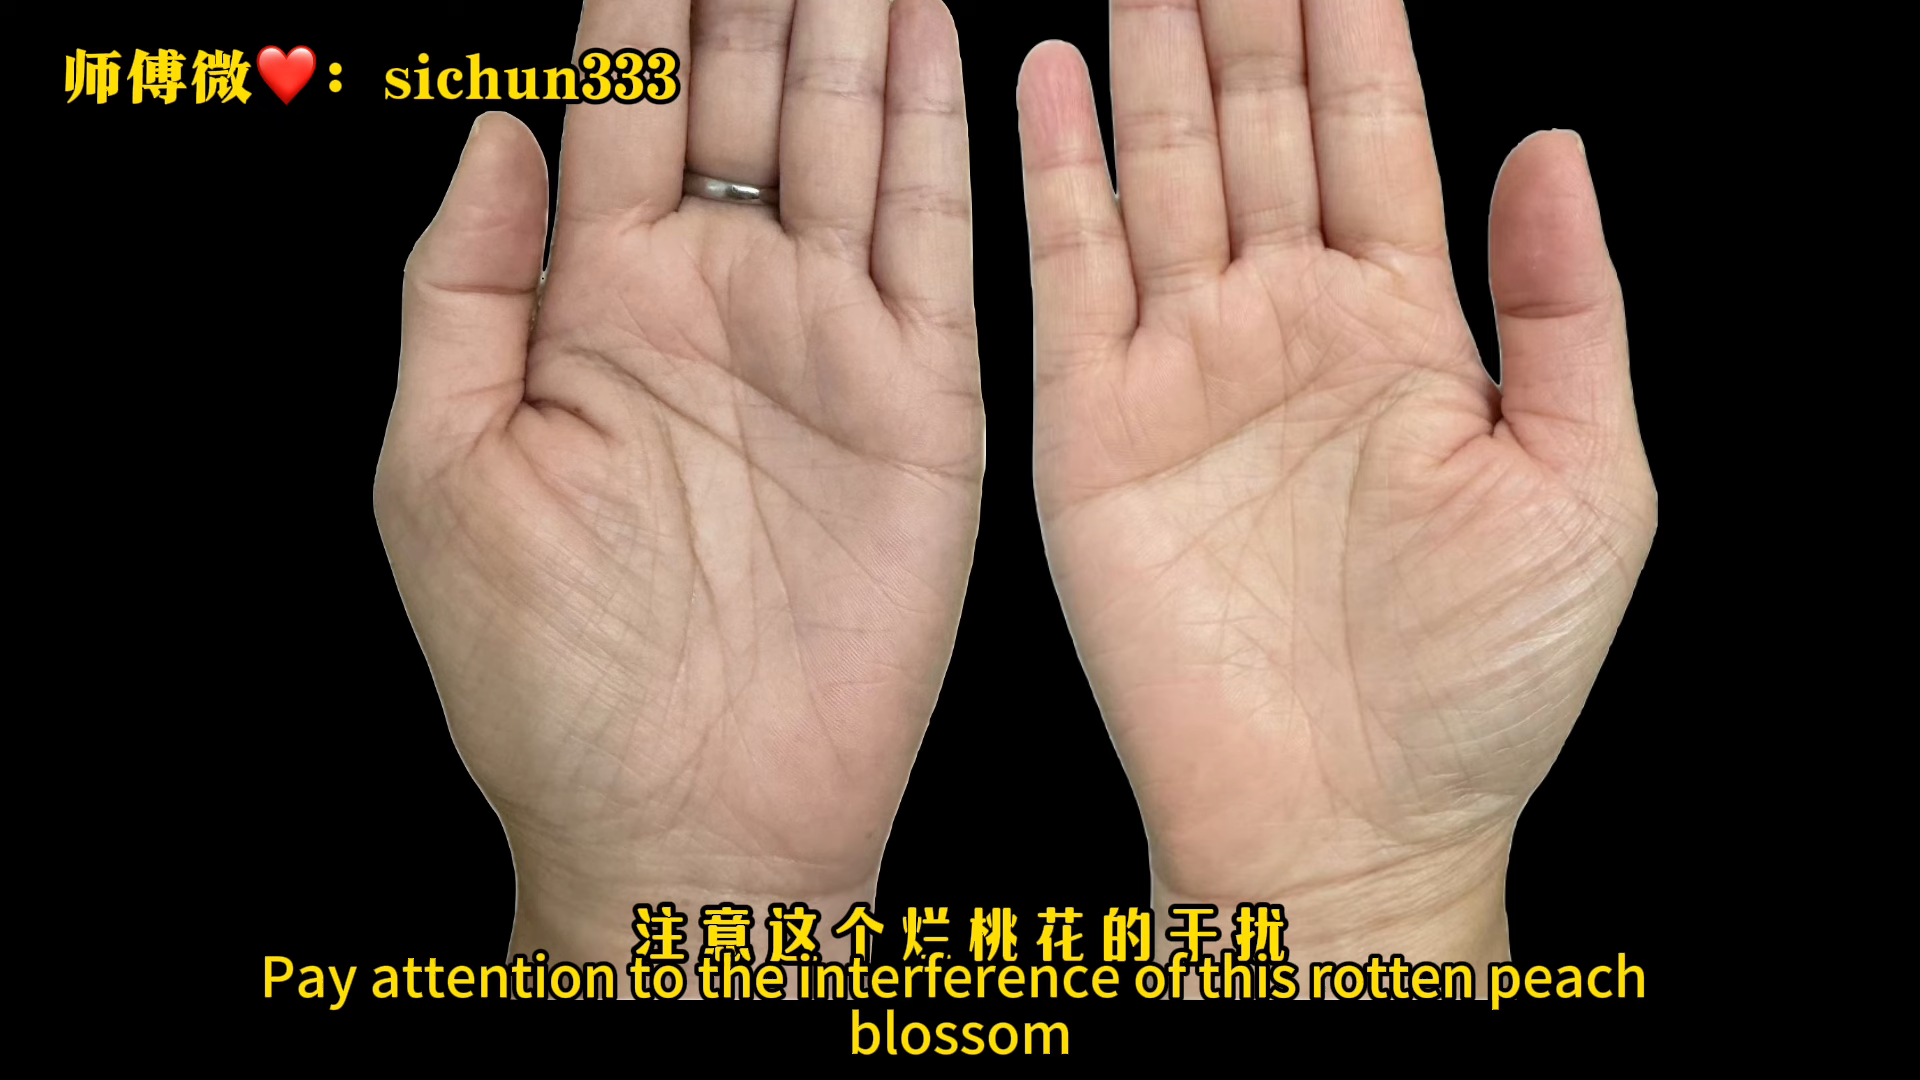 师傅微❤️：sichun333
注意这个烂桃花的干扰
Pay attention to the interference of this rotten peach
blossom